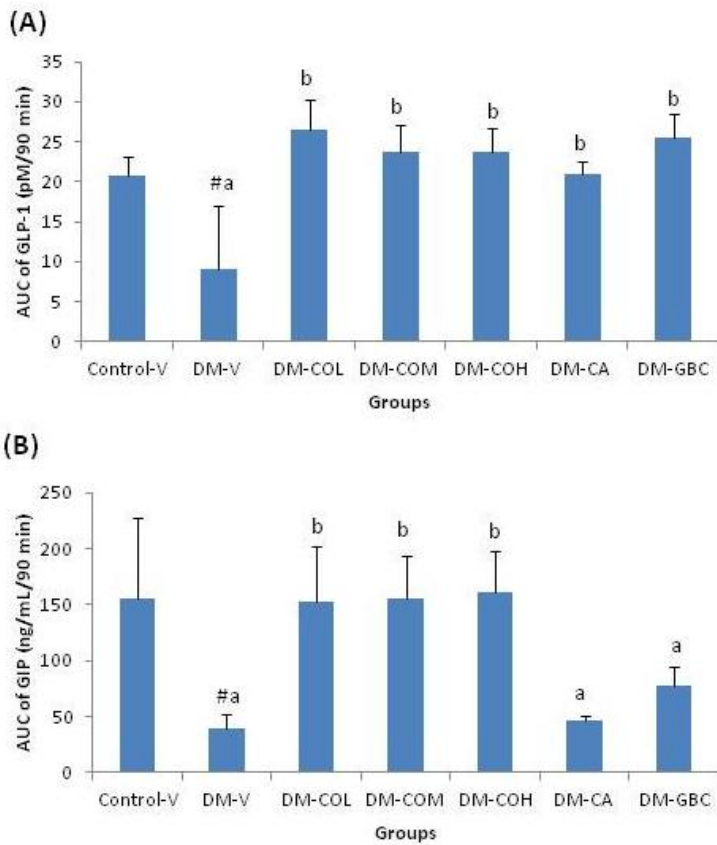 (A)
AUC of GLP-1 (pM/90 min)
35
30
25
20
15
10
5
0
#a
b
b
b
b
b
Control-V DM-V DM-COL DM-COM DM-COH DM-CA DM-GBC
Groups
(B)
AUC of GIP (ng/mL/90 min)
250
200
150
100
50
0
#a
b
b
b
a
a
Control-V DM-V DM-COL DM-COM DM-COH DM-CA DM-GBC
Groups